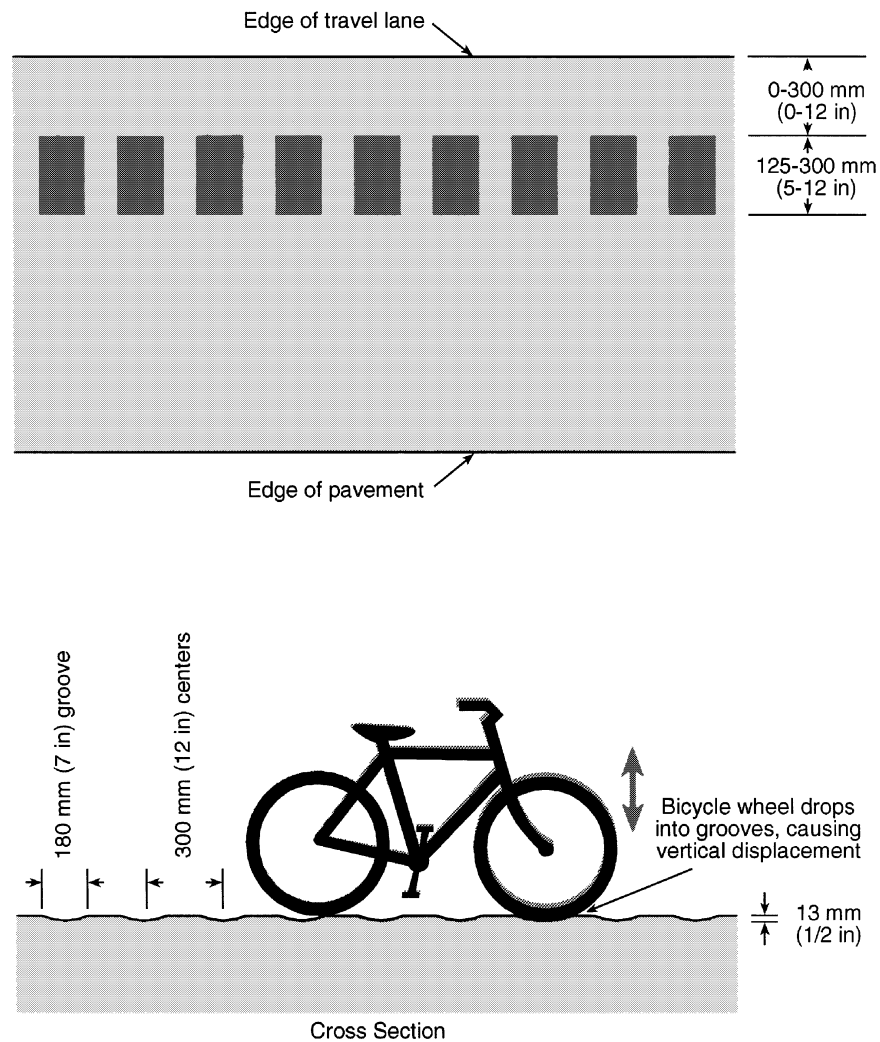 Edge of travel lane
0-300 mm
(0-12 in)
125-300 mm
(5-12 in)
Edge of pavement
180 mm (7 in) groove
300 mm (12 in) centers
Bicycle wheel drops
into grooves, causing
vertical displacement
13 mm
(1/2 in)
Cross Section